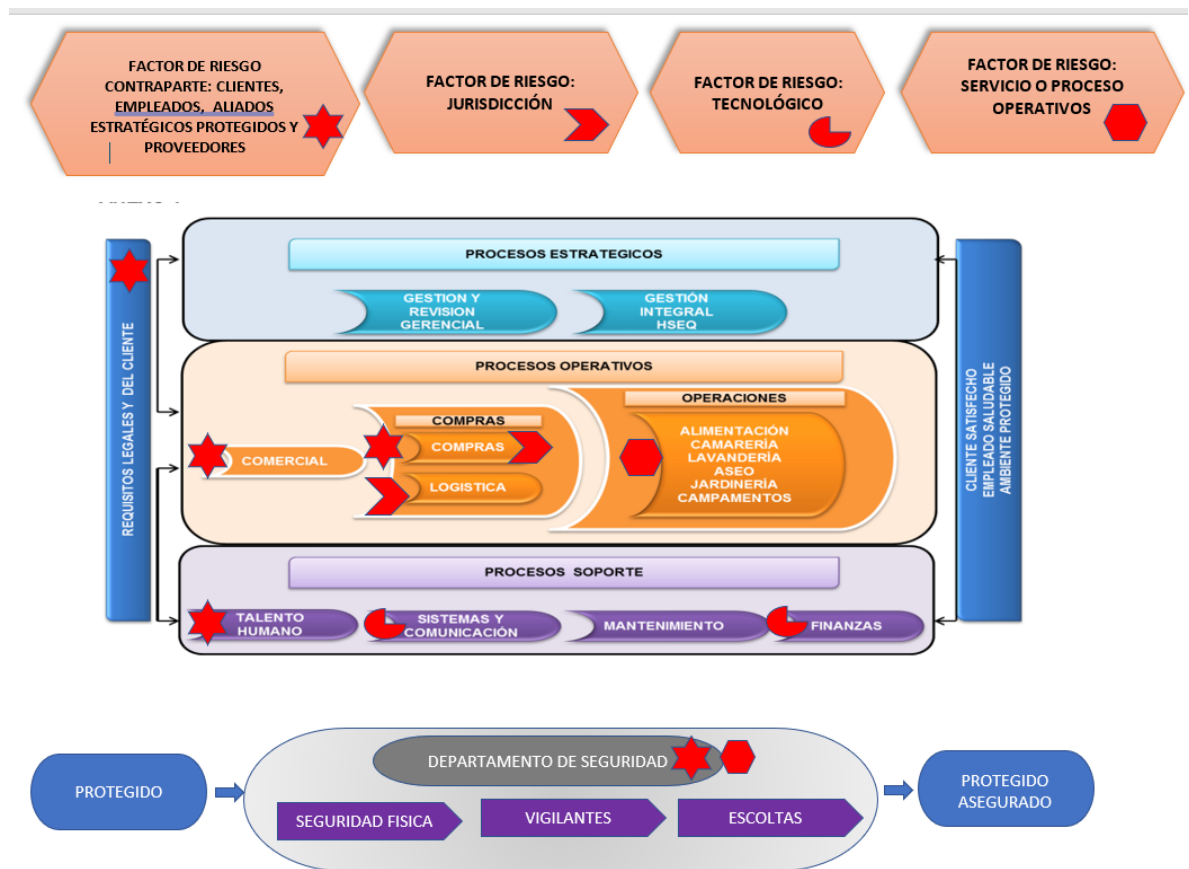 FACTOR DE RIESGO
CONTRAPARTE: CLIENTES,
EMPLEADOS, ALIADOS
ESTRATÉGICOS PROTEGIDOS Y
PROVEEDORES
FACTOR DE RIESGO:
JURISDICCIÓN
FACTOR DE RIESGO:
TECNOLÓGICO
FACTOR DE RIESGO:
SERVICIO O PROCESO
OPERATIVOS
REQUISITOS LEGALES Y DEL CLIENTE
PROCESOS ESTRATEGICOS
GESTION Y
REVISION
GERENCIAL
GESTIÓN
INTEGRAL
HSEQ
PROCESOS OPERATIVOS
COMERCIAL
COMPRAS
COMPRAS
LOGISTICA
OPERACIONES
ALIMENTACIÓN
CAMARERÍA
LAVANDERÍA
ASEO
JARDINERÍA
CAMPAMENTOS
PROCESOS SOPORTE
TALENTO
HUMANO
SISTEMAS Y
COMUNICACIÓN
MANTENIMIENTO
FINANZAS
CLIENTE SATISFECHO
EMPLEADO SALUDABLE
AMBIENTE PROTEGIDO
PROTEGIDO
DEPARTAMENTO DE SEGURIDAD
SEGURIDAD FISICA
VIGILANTES
ESCOLTAS
PROTEGIDO
ASEGURADO